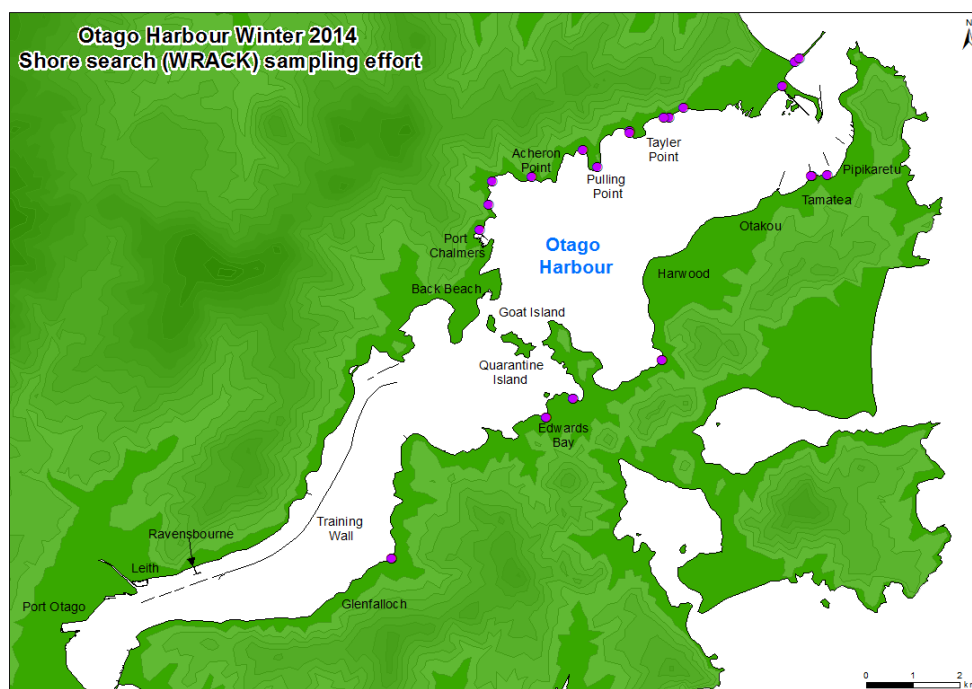 Otago Harbour Winter 2014
Shore search (WRACK) sampling effort
N
Acheron
Point
Tayler
Point
Pulling
Point
Pipikaretu
Tamatea
Otakou
Port
Chalmers
Otago
Harbour
Harwood
Back Beach
Goat Island
Quarantine
Island
Edwards
Bay
Training
Wall
Ravensbourne
Leith
Port Otago
Glenfalloch
0 1 2